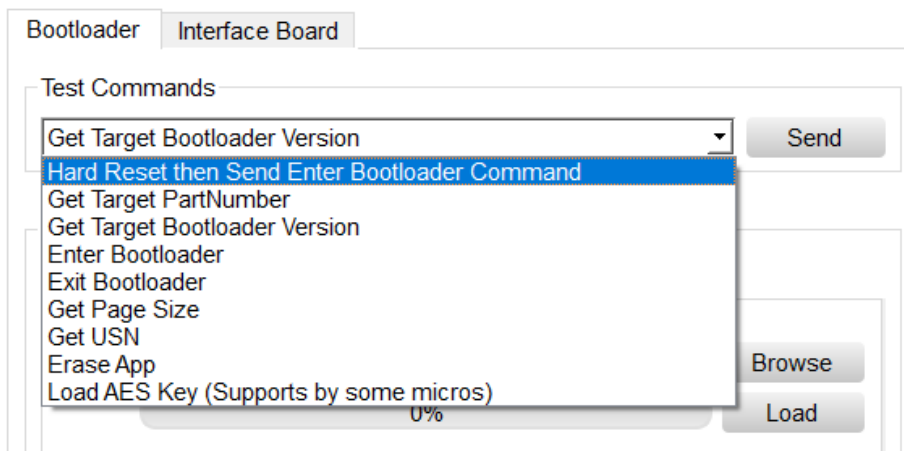 Bootloader
Interface Board
Test Commands
Get Target Bootloader Version
Send
Hard Reset then Send Enter Bootloader Command
Get Target PartNumber
Get Target Bootloader Version
Enter Bootloader
Exit Bootloader
Get Page Size
Get USN
Erase App
Browse
Load AES Key (Supports by some micros)
0%
Load